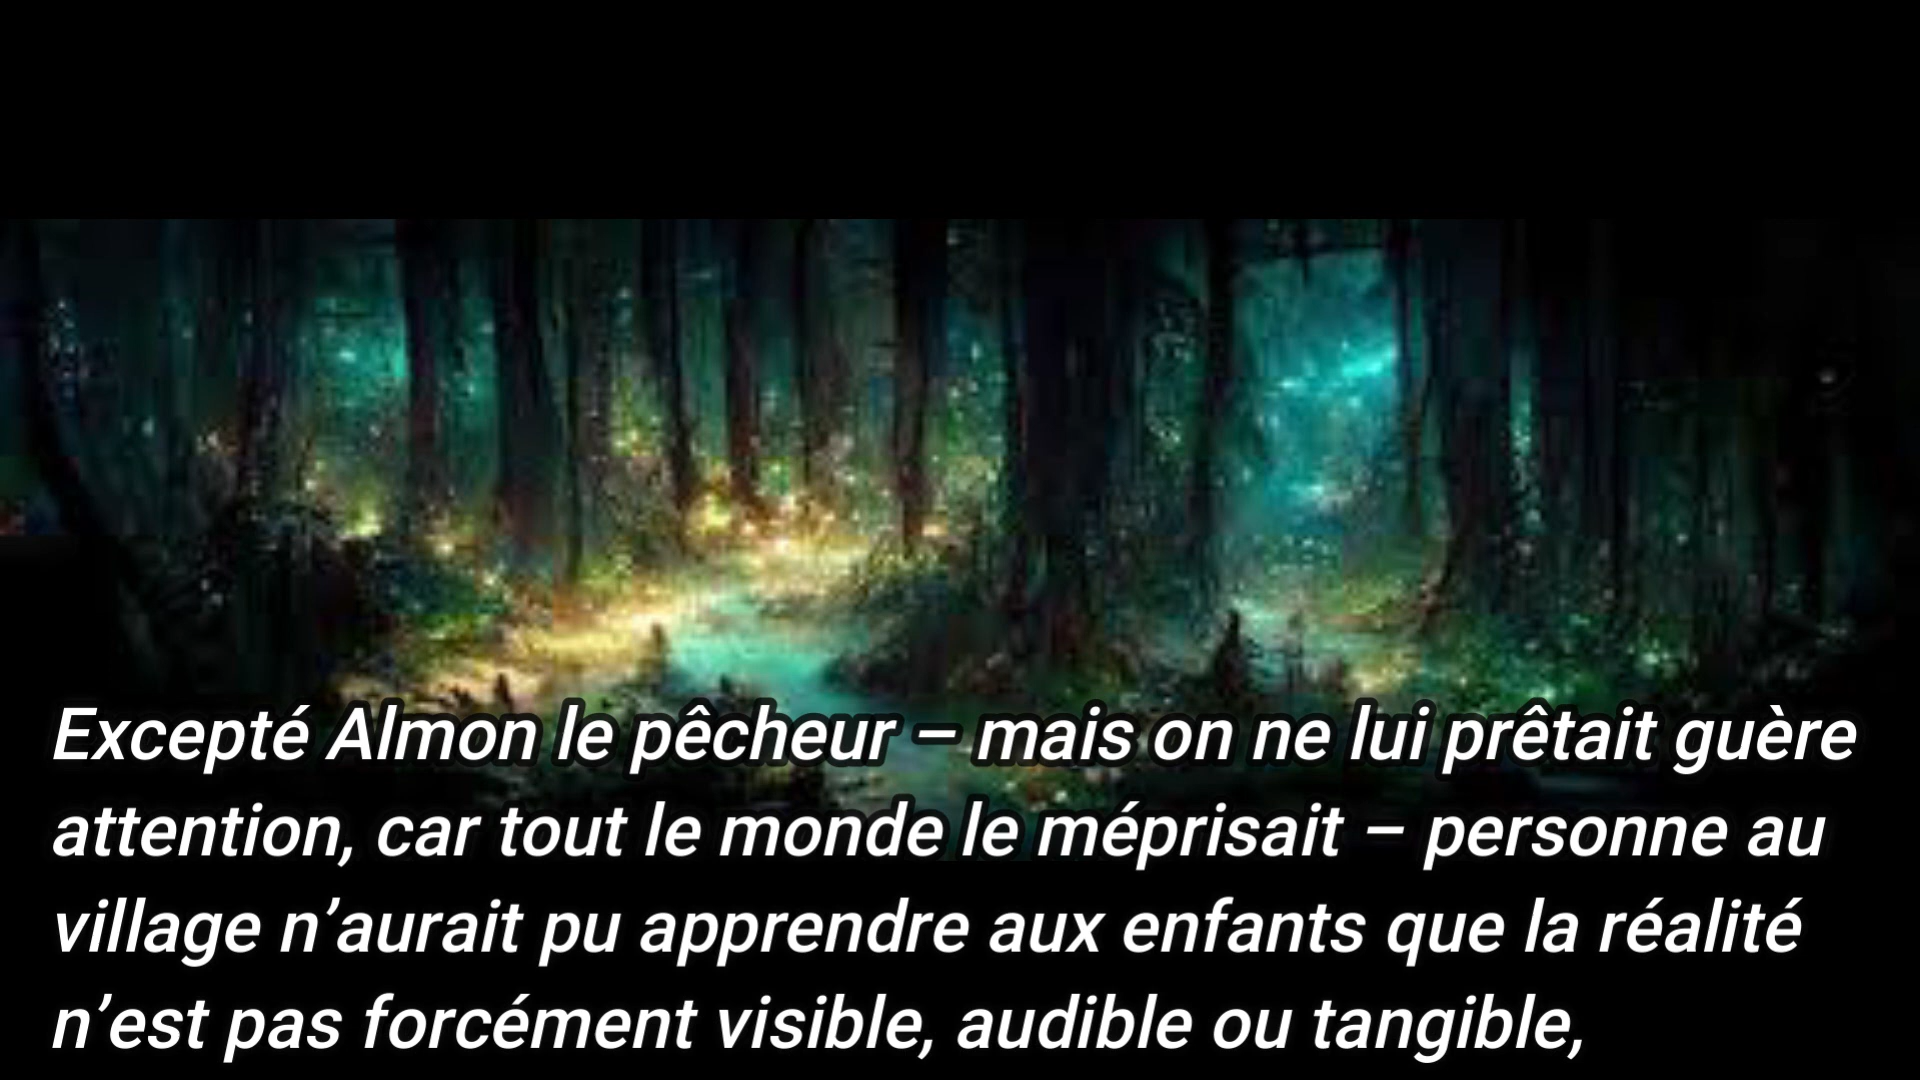 Excepté Almon le pêcheur – mais on ne lui prêtait guère
attention, car tout le monde le méprisait – personne au
village n’aurait pu apprendre aux enfants que la réalité
n’est pas forcément visible, audible ou tangible,